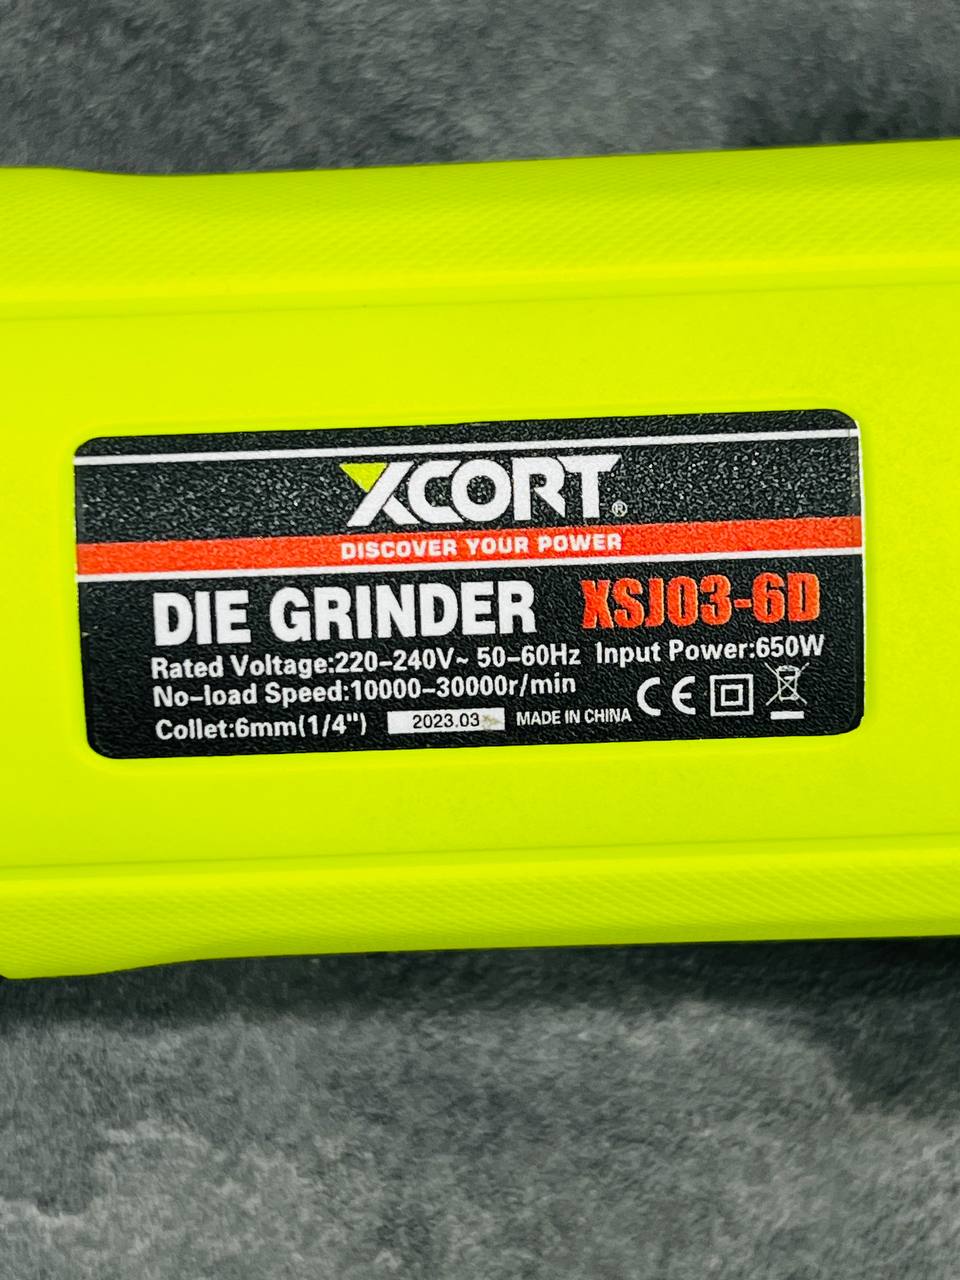 XCORT®
DISCOVER YOUR POWER
DIE GRINDER XSJ03-6D
Rated Voltage:220-240V~ 50-60Hz Input Power:650W
No-load Speed:10000-30000r/min
Collet:6mm(1/4") 2023.03 MADE IN CHINA CE